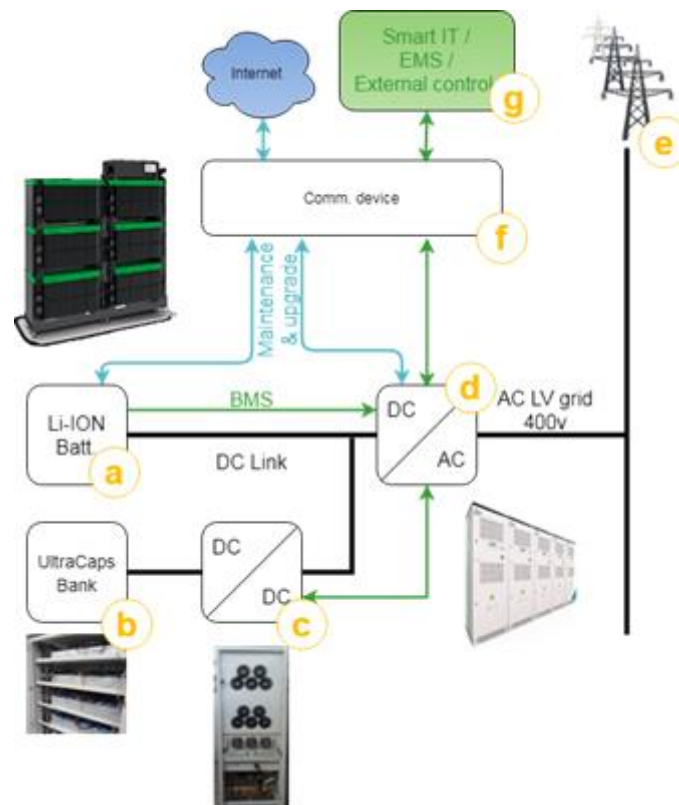 Internet
Smart IT /
EMS /
External control
g
e
Comm. device
f
Maintenance
& upgrade
Li-ION
Batt.
a
BMS
DC Link
DC
AC
d
AC LV grid
400v
UltraCaps
Bank
b
DC
DC
c